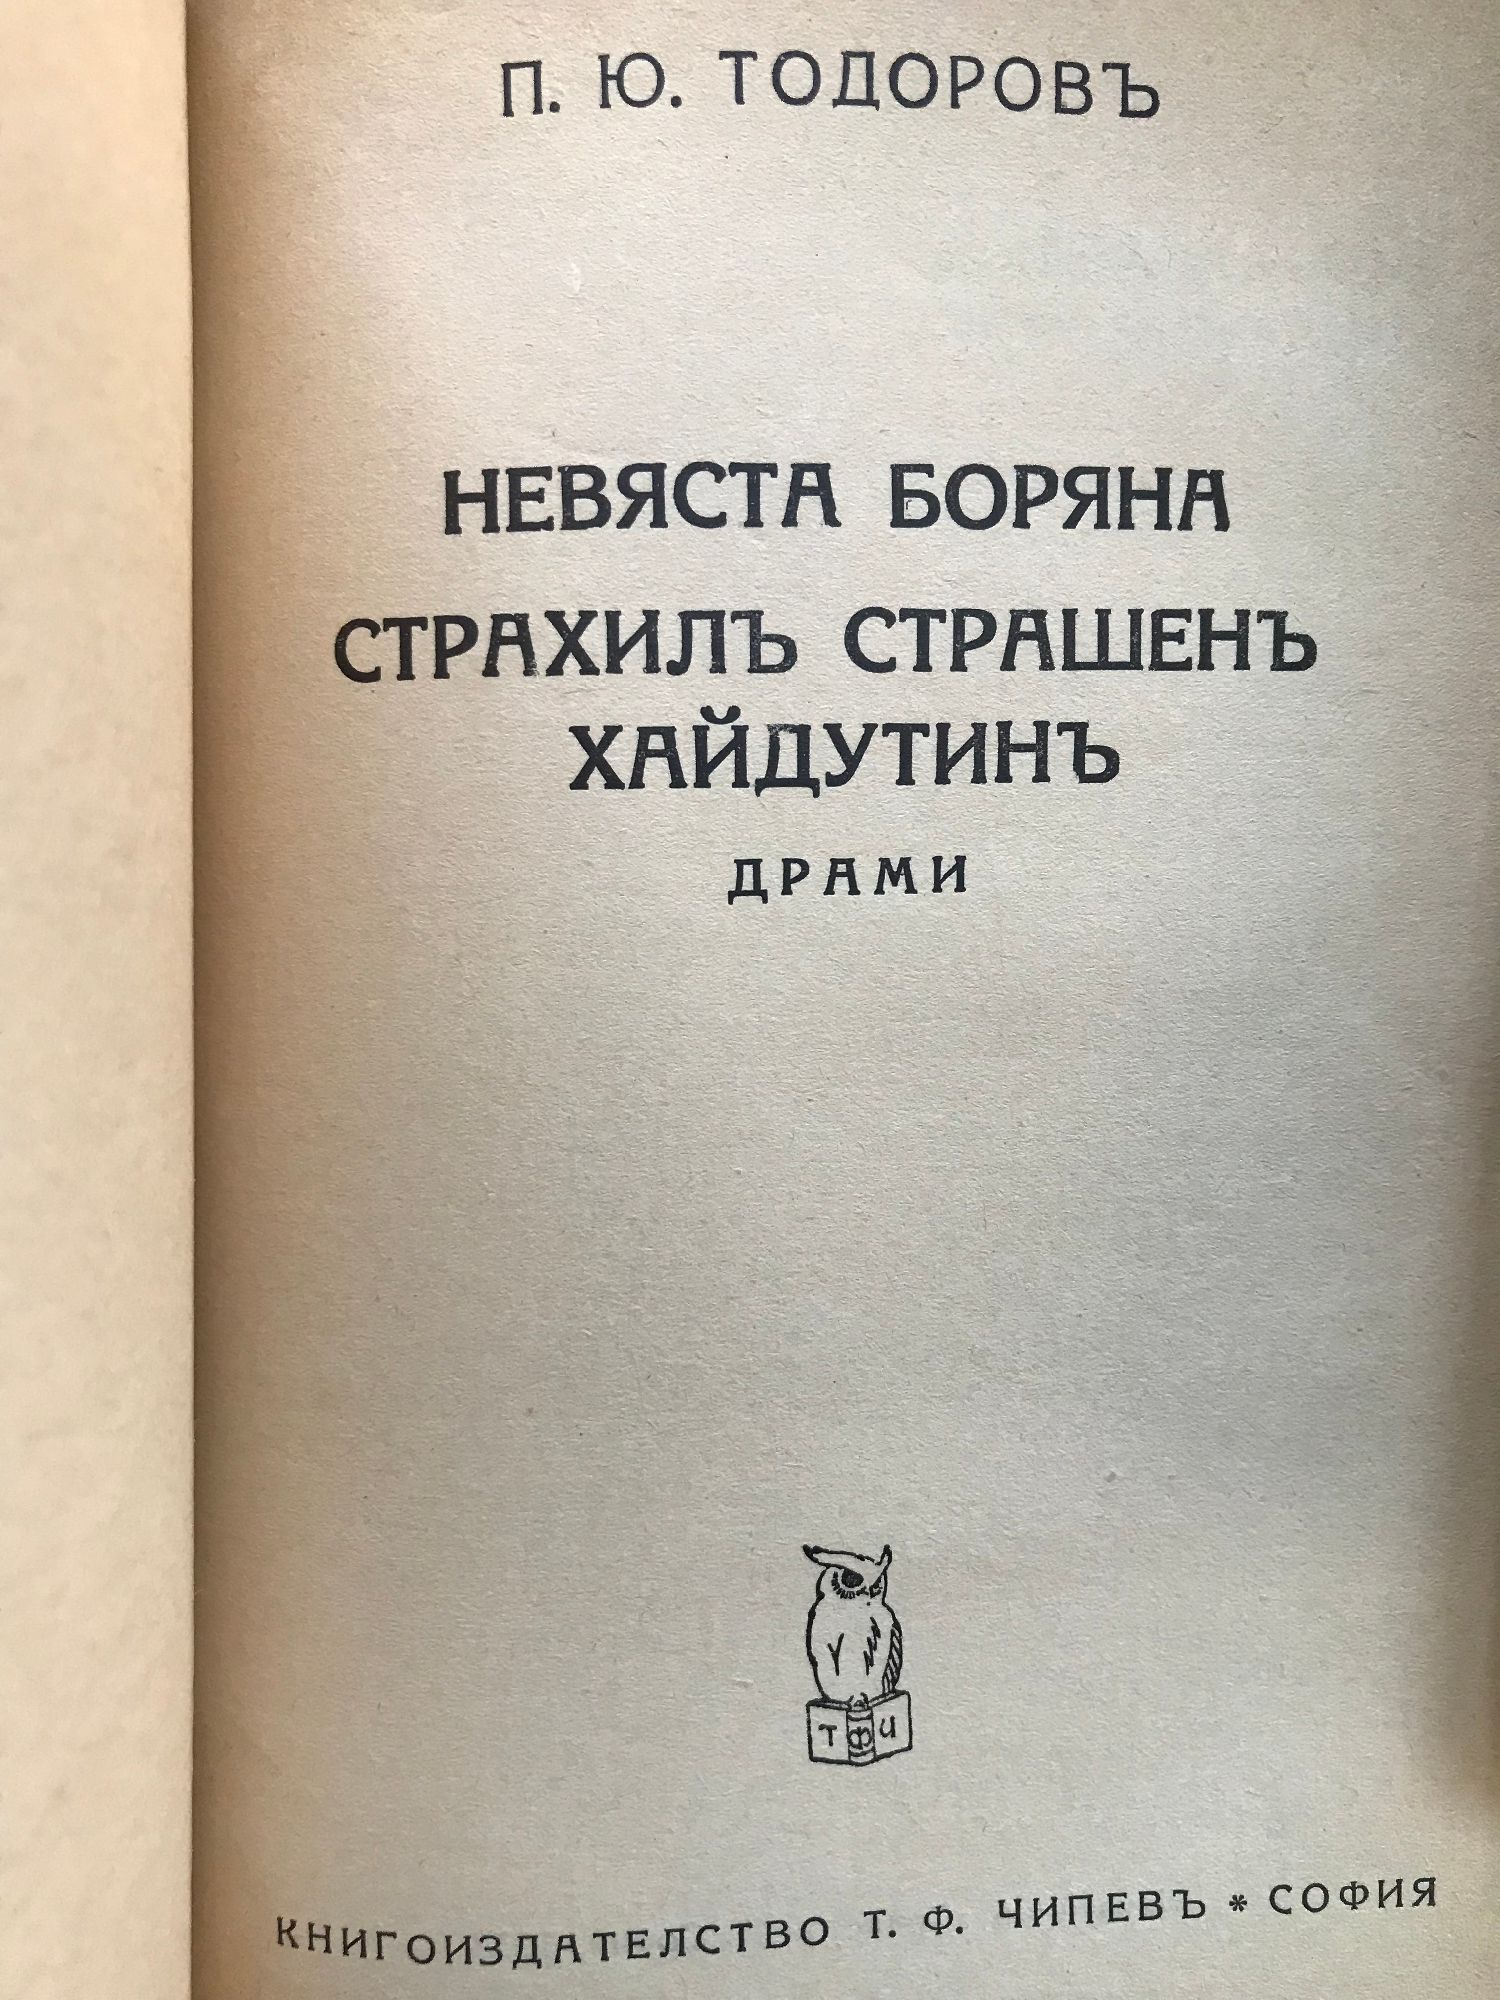 П. Ю. ТОДОРОВЪ
НЕВЯСТА БОРЯНА
СТРАХИЛЪ СТРАШЕНЪ
ХАЙДУТИНЪ
ДРАМИ
Т Ф Ч
КНИГОИЗДАТЕЛСТВО Т. Ф. ЧИПЕВЪ * СОФИЯ